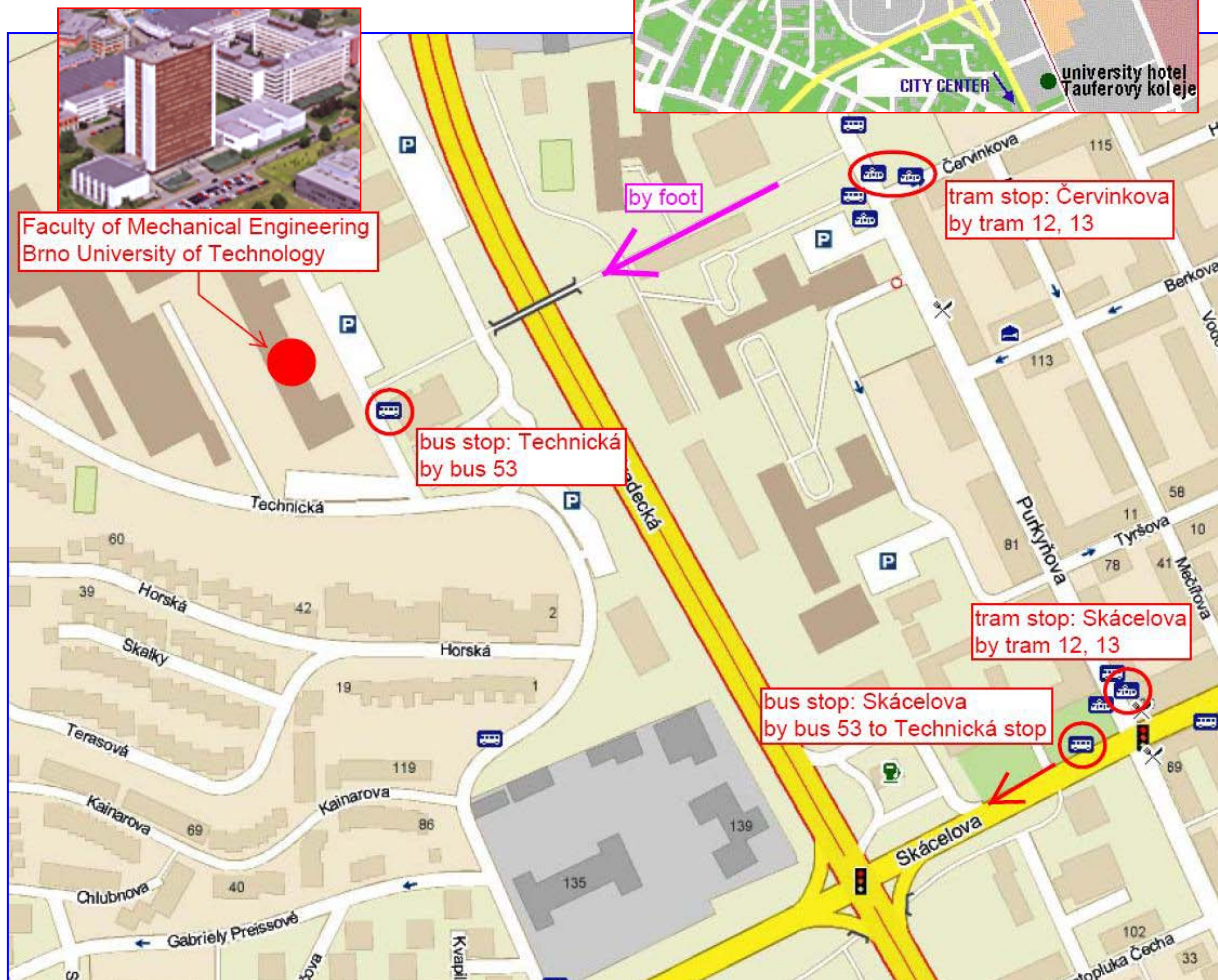 CITY CENTER
university hotel
Tauferovy koleje
Faculty of Mechanical Engineering
Brno University of Technology
by foot
tram stop: Červinkova
by tram 12, 13
Červinkova
115
P
P
P
Berkova
113
bus stop: Technická
by bus 53
Technická
P
P
Purkyňova
58
11
10
Tyršova
81
78
41
Mečířova
60
39
Horská
42
2
Skalky
Horská
19
1
tram stop: Skácelova
by tram 12, 13
bus stop: Skácelova
by bus 53 to Technická stop
Terasová
119
Kainarova
Kainarova
69
86
69
139
Skácelova
135
Chlubnova
40
Gabriely Preissové
102
33